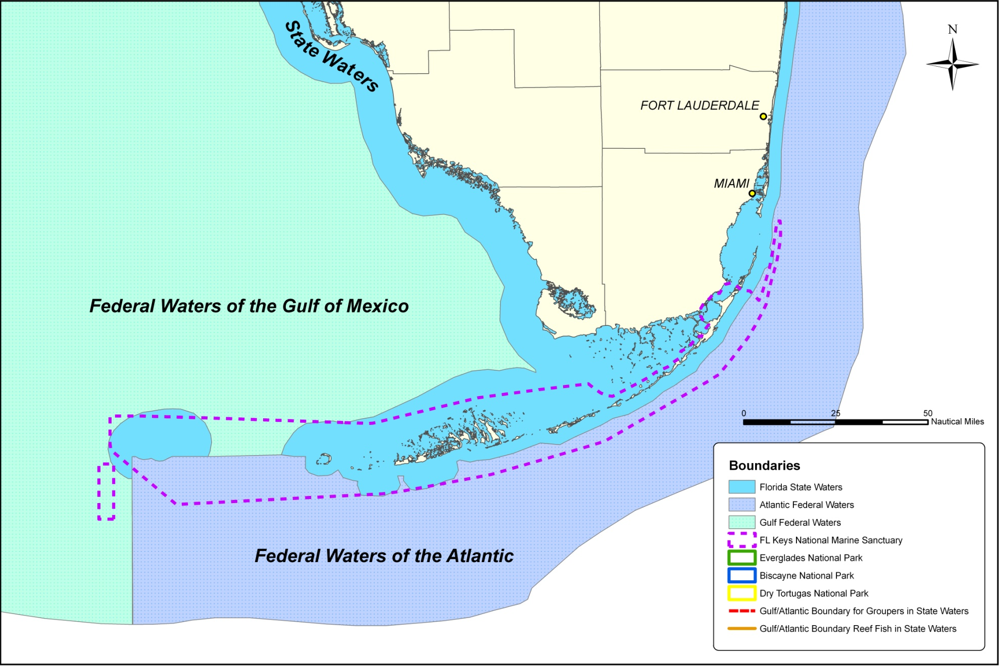 State Waters
N
FORT LAUDERDALE
MIAMI
Federal Waters of the Gulf of Mexico
0 25 50
Nautical Miles
Federal Waters of the Atlantic
Boundaries
Florida State Waters
Atlantic Federal Waters
Gulf Federal Waters
FL Keys National Marine Sanctuary
Everglades National Park
Biscayne National Park
Dry Tortugas National Park
Gulf/Atlantic Boundary for Groupers in State Waters
Gulf/Atlantic Boundary Reef Fish in State Waters